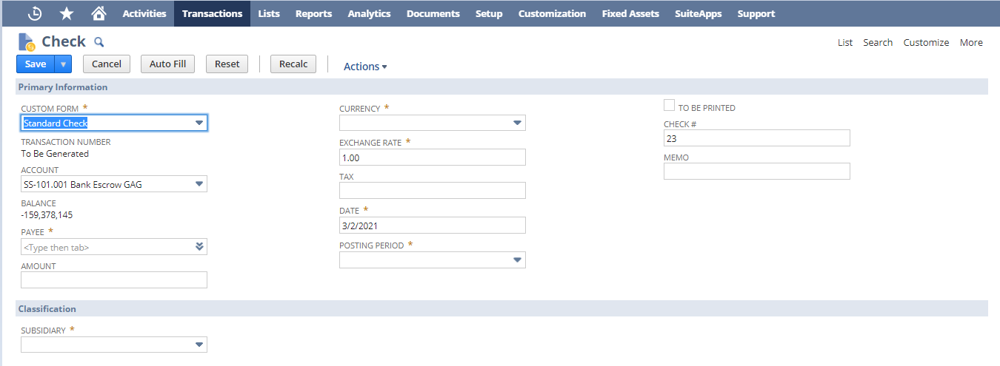 Activities Transactions Lists Reports Analytics Documents Setup Customization Fixed Assets SuiteApps Support
Check
List Search Customize More
Save Cancel Auto Fill Reset Recalc Actions
Primary Information
CUSTOM FORM *
Standard Check
TRANSACTION NUMBER
To Be Generated
ACCOUNT
SS-101.001 Bank Escrow GAG
BALANCE
-159,378,145
PAYEE *
<Type then tab>
AMOUNT
CURRENCY *
EXCHANGE RATE *
1.00
TAX
DATE *
3/2/2021
POSTING PERIOD *
TO BE PRINTED
CHECK #
23
MEMO
Classification
SUBSIDIARY *